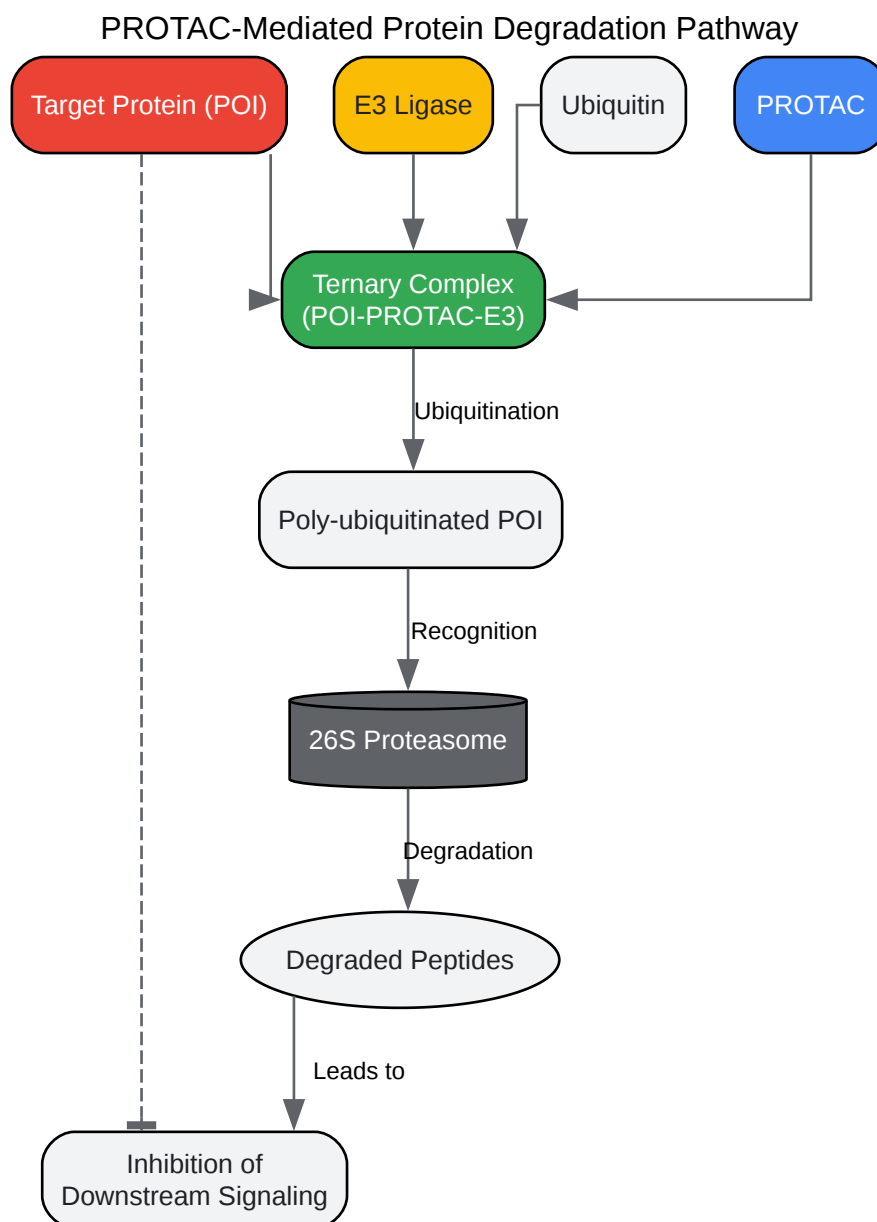 PROTAC-Mediated Protein Degradation Pathway
Target Protein (POI)
E3 Ligase
Ubiquitin
PROTAC
Ternary Complex
(POI-PROTAC-E3)
Ubiquitination
Poly-ubiquitinated POI
Recognition
26S Proteasome
Degradation
Degraded Peptides
Leads to
Inhibition of
Downstream Signaling